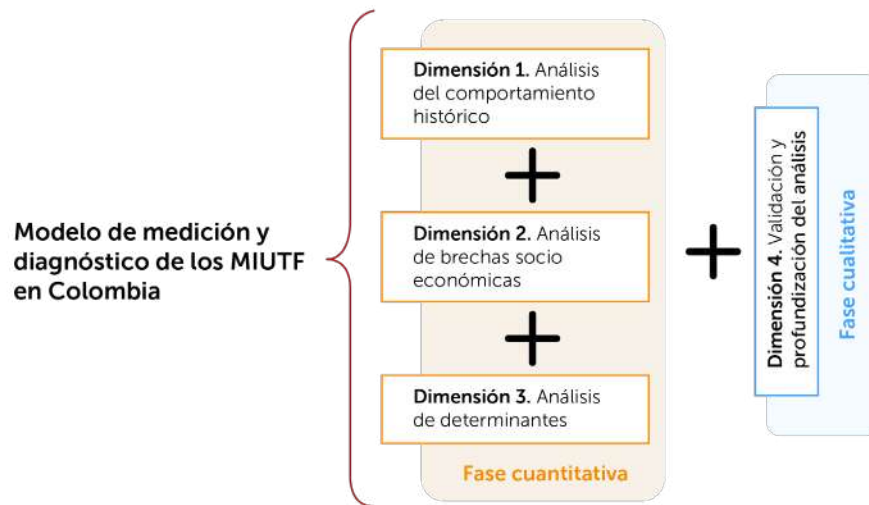 Modelo de medición y
diagnóstico de los MIUTF
en Colombia
Dimensión 1. Análisis
del comportamiento
histórico
+
Dimensión 2. Análisis
de brechas socio
económicas
+
Dimensión 3. Análisis
de determinantes
Fase cuantitativa
+
Dimensión 4. Validación y
profundización del análisis
Fase cualitativa